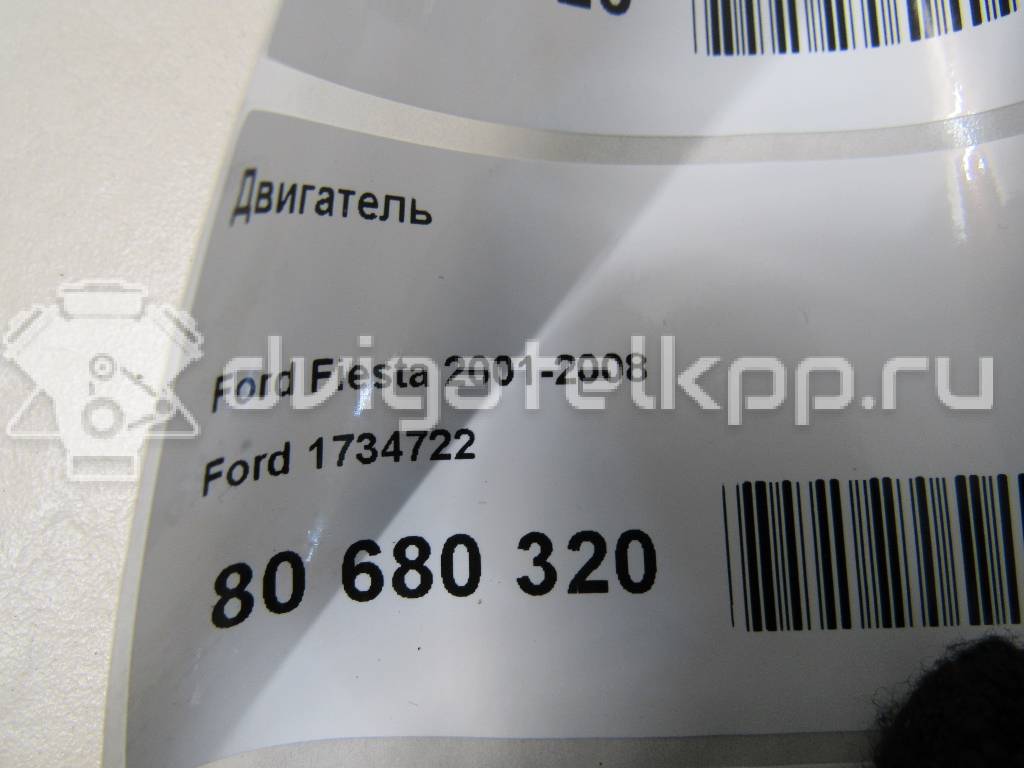 Двигатель
Ford Fiesta 2001-2008
dvigatelkpp.ru
Ford 1734722
80 680 320